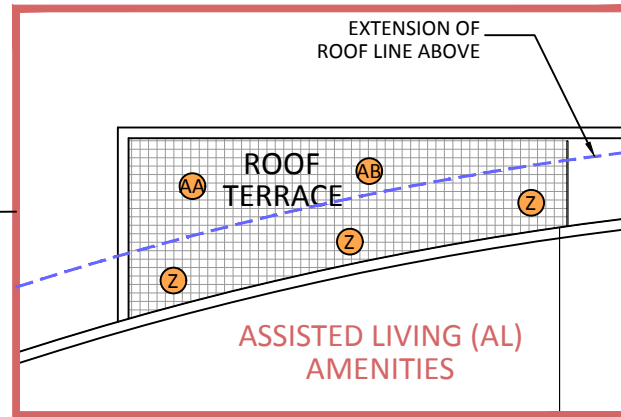 EXTENSION OF
ROOF LINE ABOVE
ROOF
TERRACE
AA
AB
Z
Z
Z
ASSISTED LIVING (AL)
AMENITIES